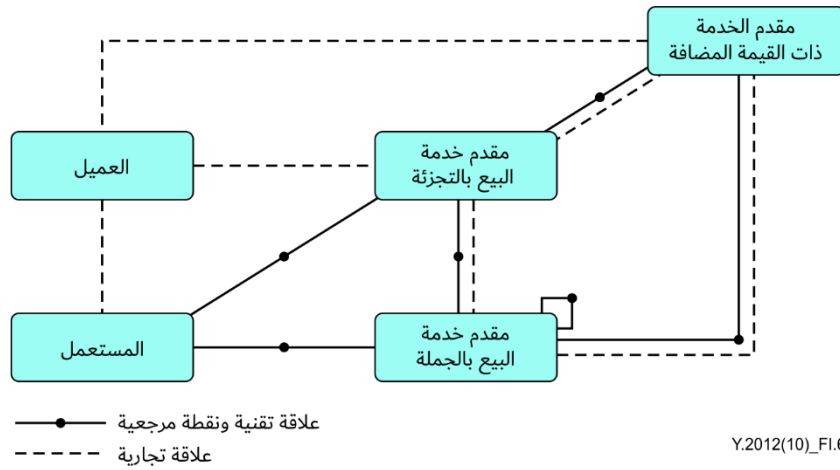 مقدم الخدمة
ذات القيمة المضافة
مقدم خدمة
البيع بالتجزئة
العميل
مقدم خدمة
البيع بالجملة
المستعمل
علاقة تقنية ونقطة مرجعية
علاقة تجارية
Y.2012(10)_FI.6